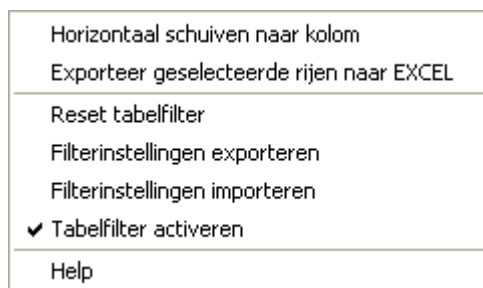 Horizontaal schuiven naar kolom
Exporteer geselecteerde rijen naar EXCEL
Reset tabelfilter
Filterinstellingen exporteren
Filterinstellingen importeren
Tabelfilter activeren
Help